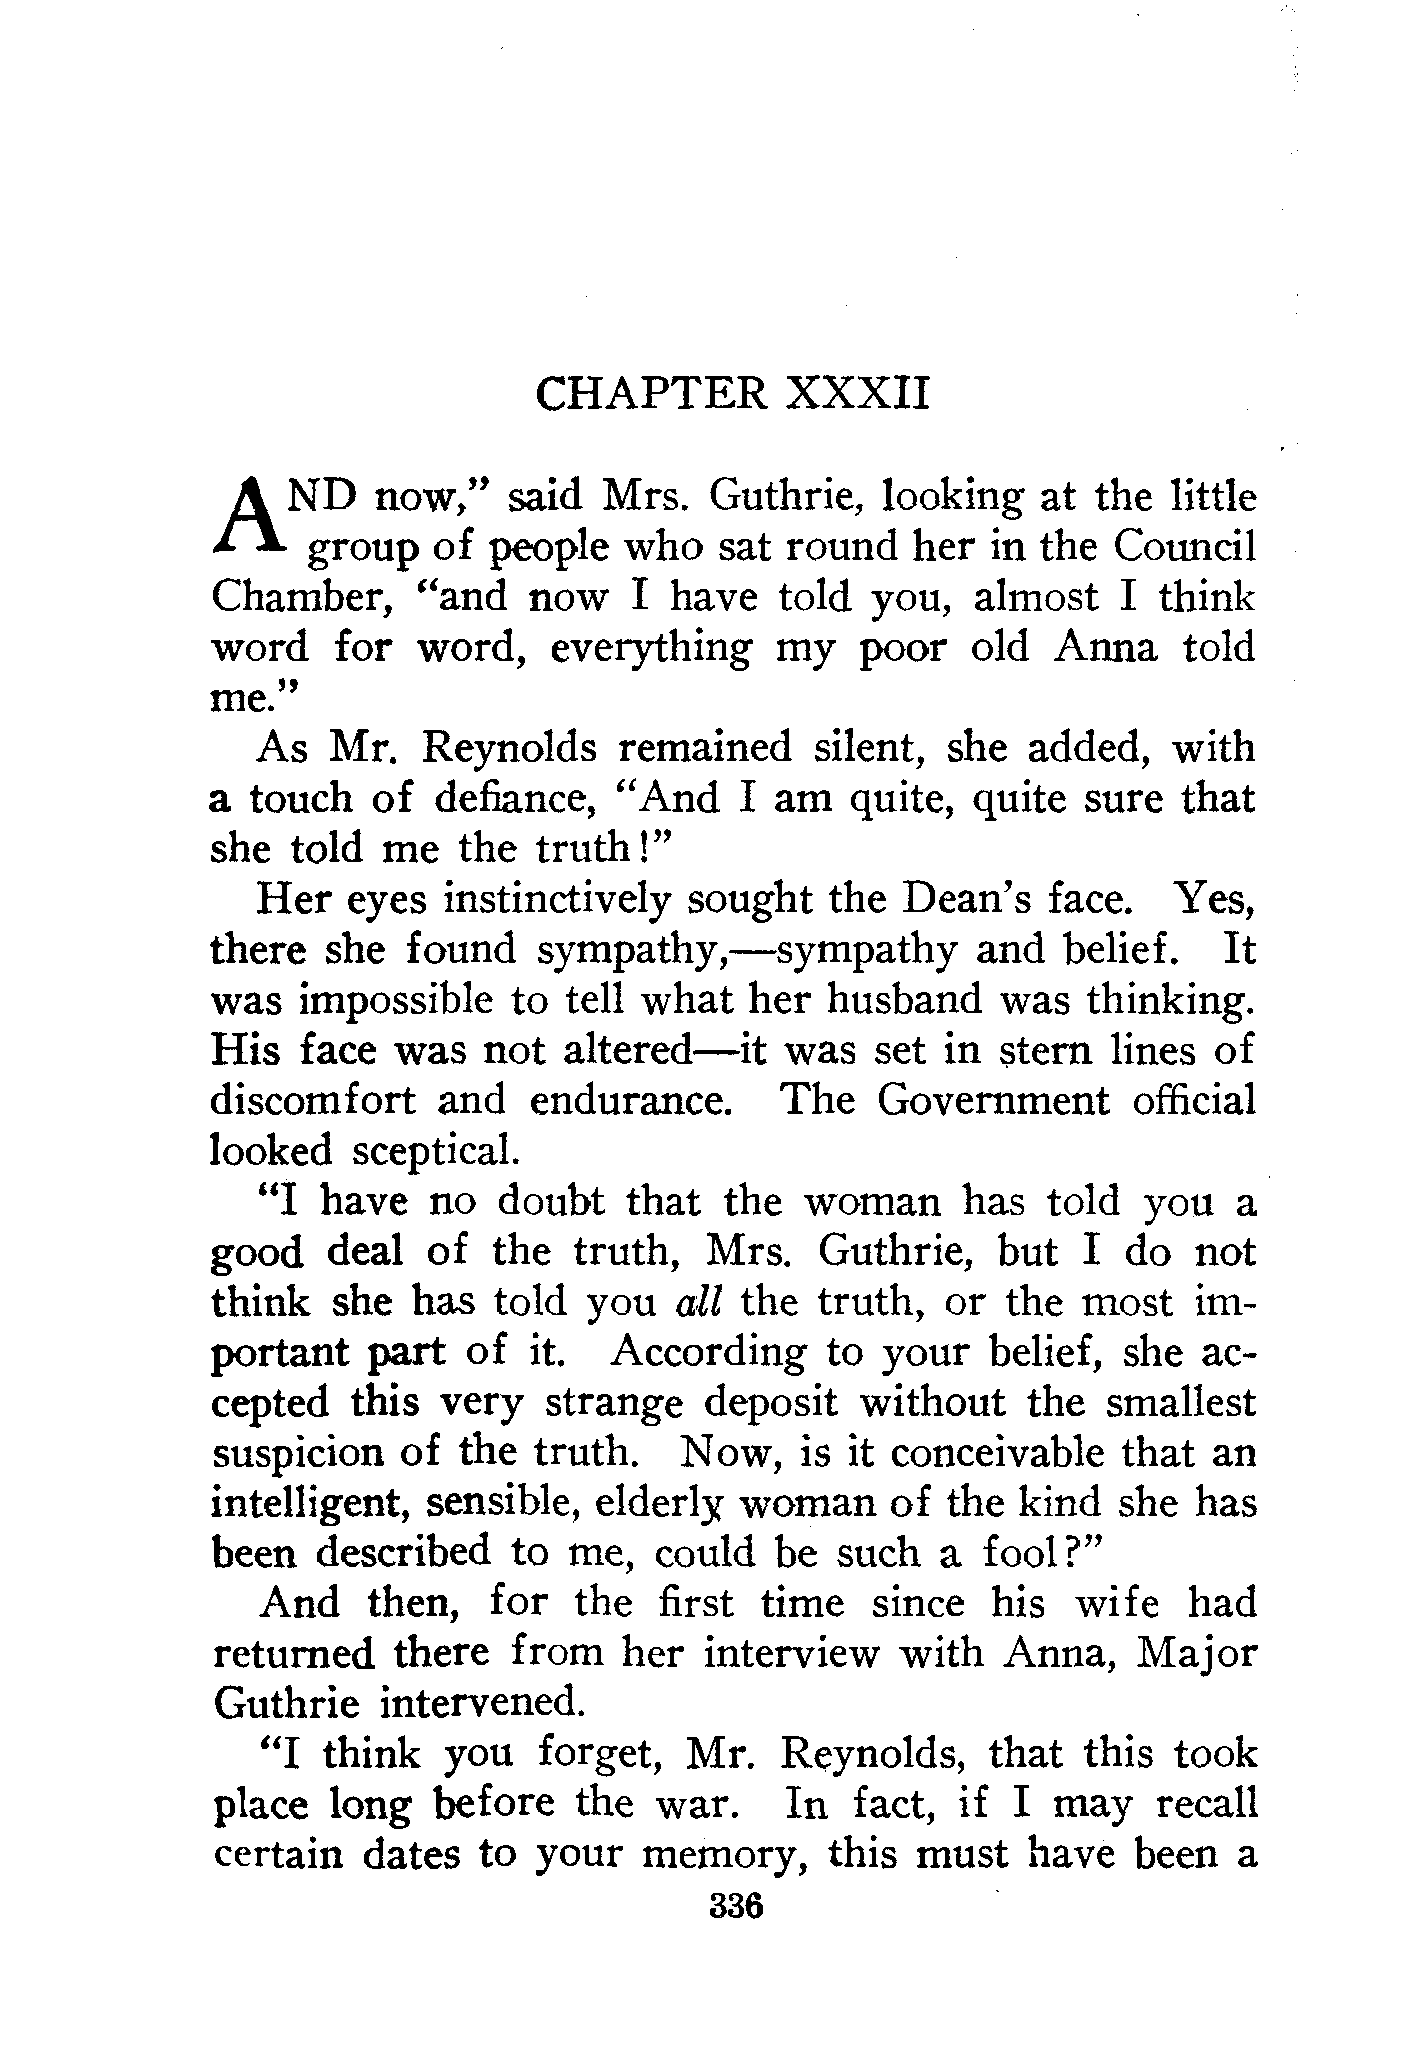 CHAPTER XXXII
AND now,” said Mrs. Guthrie, looking at the little
group of people who sat round her in the Council
Chamber, “and now I have told you, almost I think
word for word, everything my poor old Anna told
me.”
As Mr. Reynolds remained silent, she added, with
a touch of defiance, “And I am quite, quite sure that
she told me the truth!”
Her eyes instinctively sought the Dean’s face. Yes,
there she found sympathy,—sympathy and belief. It
was impossible to tell what her husband was thinking.
His face was not altered—it was set in stern lines of
discomfort and endurance. The Government official
looked sceptical.
“I have no doubt that the woman has told you a
good deal of the truth, Mrs. Guthrie, but I do not
think she has told you all the truth, or the most im-
portant part of it. According to your belief, she ac-
cepted this very strange deposit without the smallest
suspicion of the truth. Now, is it conceivable that an
intelligent, sensible, elderly woman of the kind she has
been described to me, could be such a fool?”
And then, for the first time since his wife had
returned there from her interview with Anna, Major
Guthrie intervened.
“I think you forget, Mr. Reynolds, that this took
place long before the war. In fact, if I may recall
certain dates to your memory, this must have been a
336